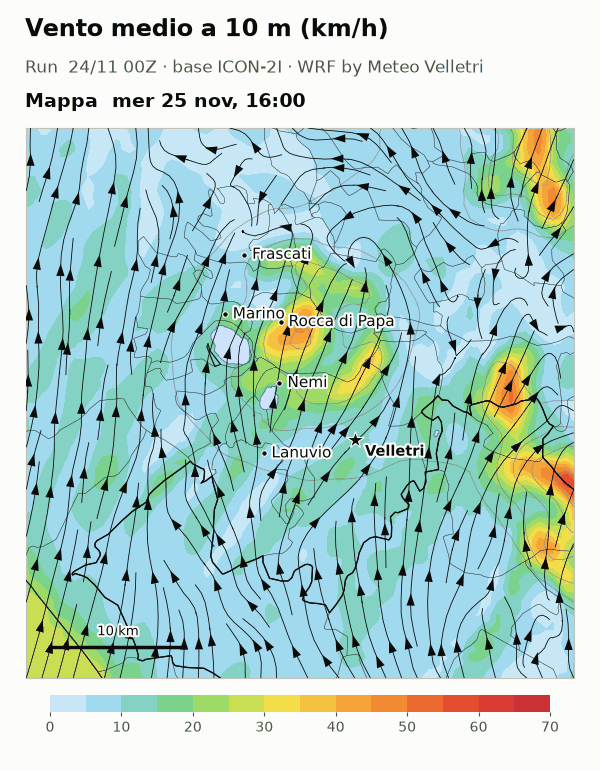 Vento medio a 10 m (km/h)
Run  24/11 00Z · base ICON-2I · WRF by Meteo Velletri
Mappa  mer 25 nov, 16:00
Frascati
Marino
Rocca di Papa
Nemi
Lanuvio
Velletri
10 km
0 10 20 30 40 50 60 70